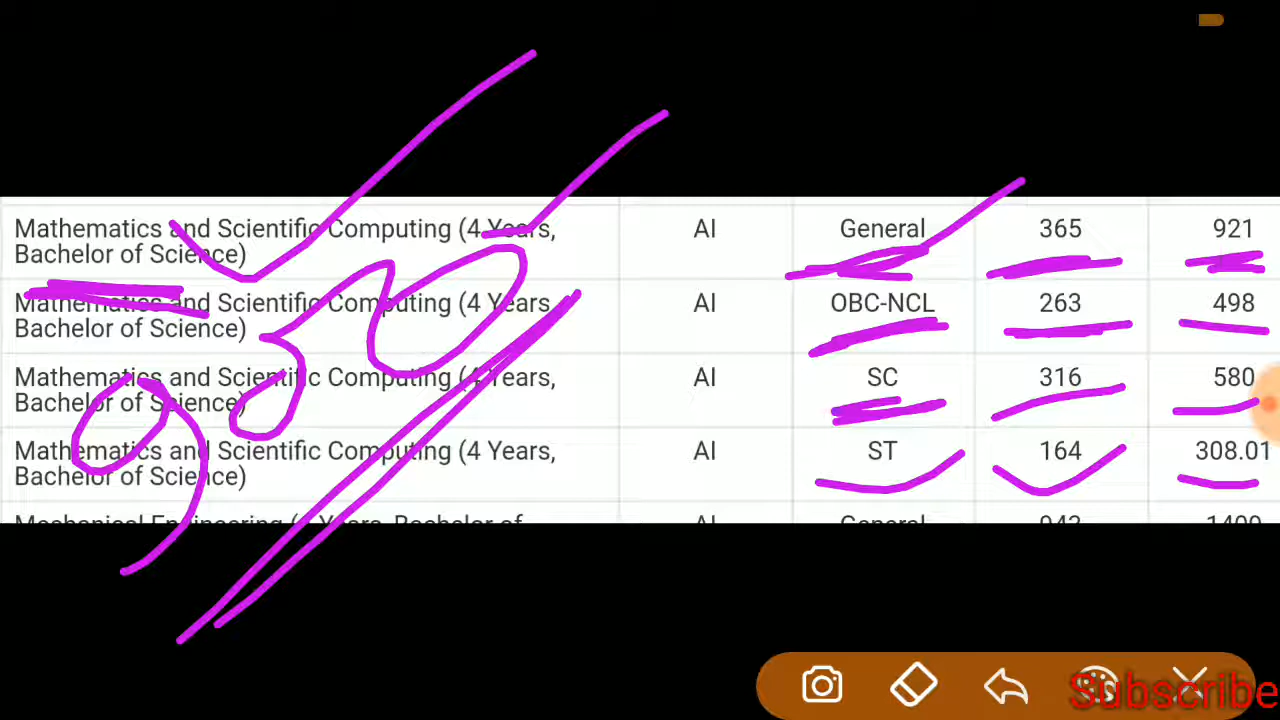 Mathematics and Scientific Computing (4 Years, Bachelor of Science) AI General 365 921
Mathematics and Scientific Computing (4 Years, Bachelor of Science) AI OBC-NCL 263 498
Mathematics and Scientific Computing (4 Years, Bachelor of Science) AI SC 316 580
Mathematics and Scientific Computing (4 Years, Bachelor of Science) AI ST 164 308.01
Subscribe